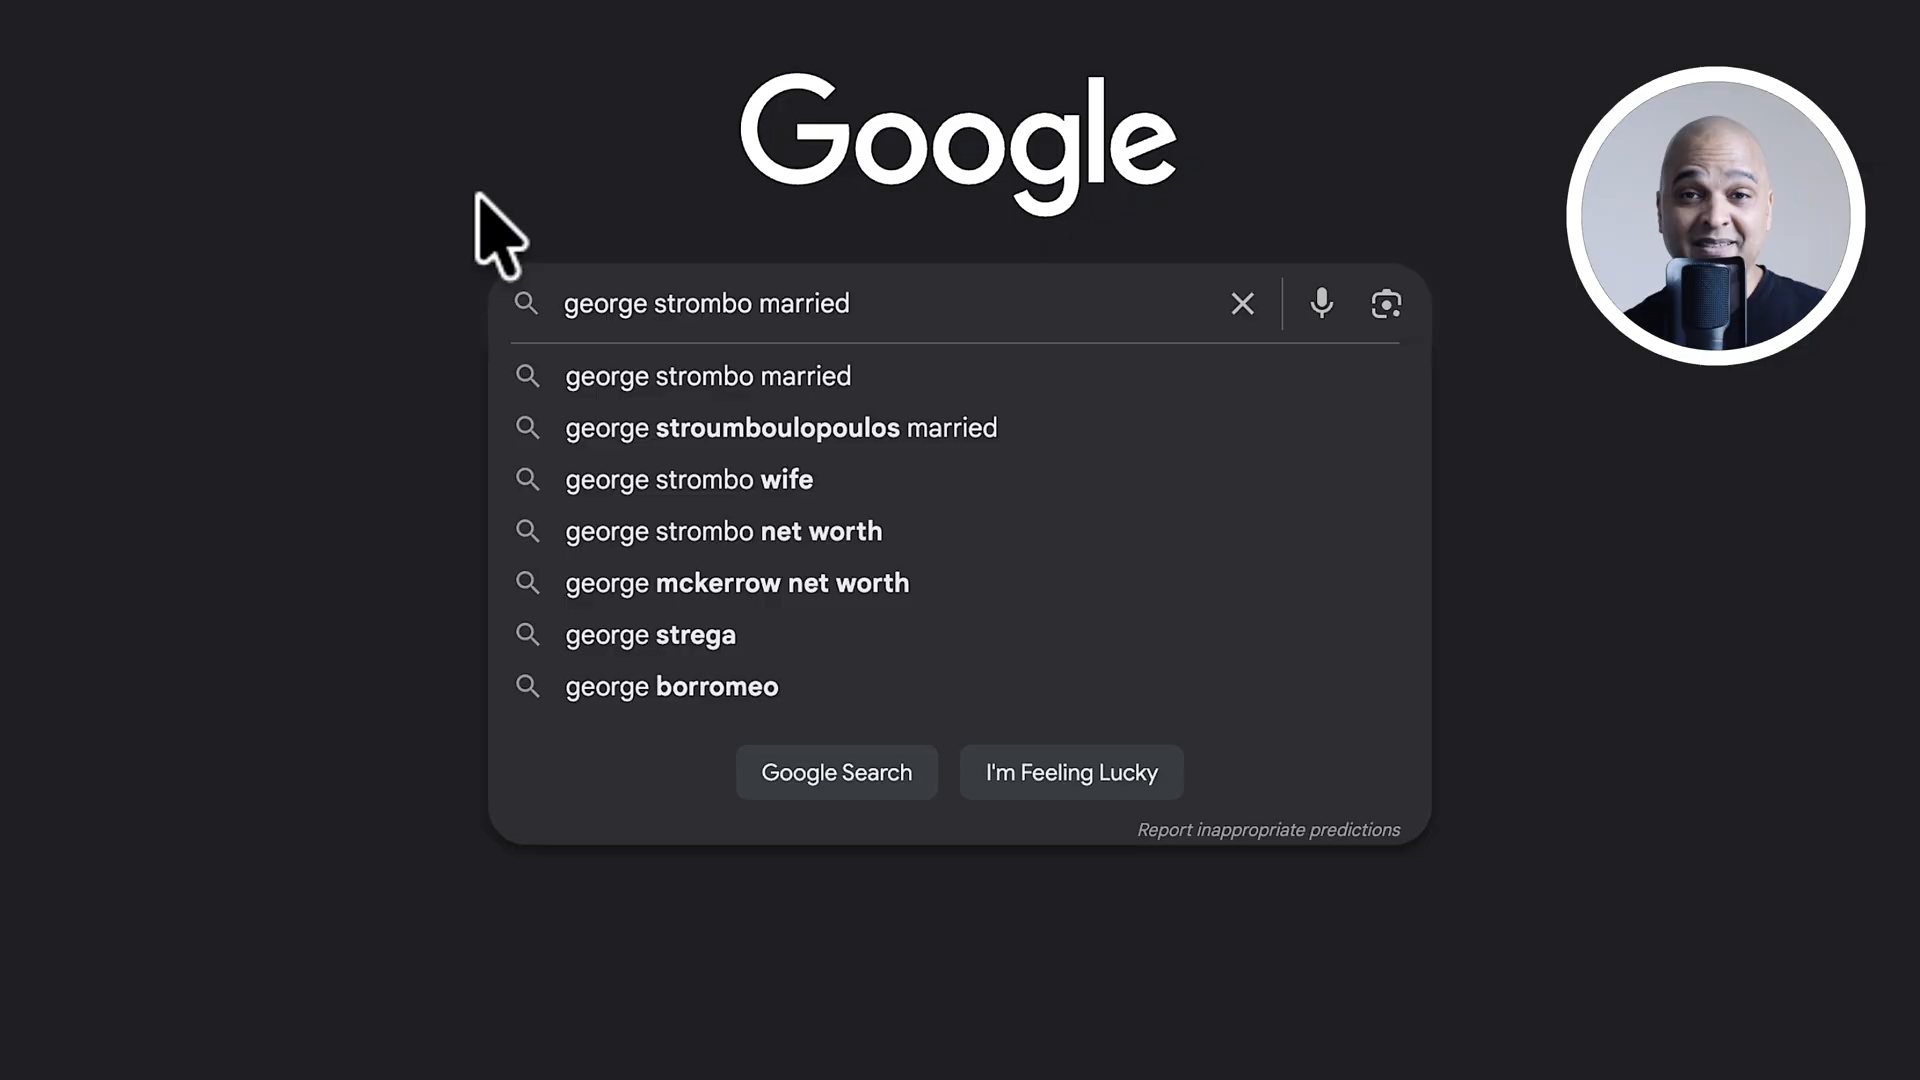 Google
george strombo married
george strombo married
george stroumboulopoulos married
george strombo wife
george strombo net worth
george mckerrow net worth
george strega
george borromeo
Google Search
I'm Feeling Lucky
Report inappropriate predictions